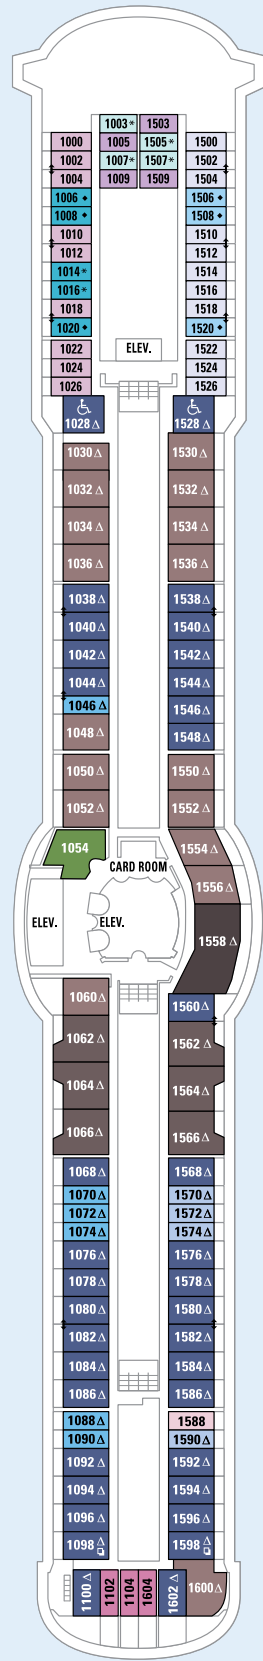 1003* 1503
1000 1005 1505* 1500
1002 1007* 1507* 1502
1004 1009 1509 1504
1006 ♦ 1506 ♦
1008 ♦ 1508 ♦
1010 1510
1012 1512
1014* 1514
1016* 1516
1018 1518
1020 ♦ 1520 ♦
1022 ELEV. 1522
1024 1524
1026 1526
1028 Δ 1528 Δ
1030 Δ 1530 Δ
1032 Δ 1532 Δ
1034 Δ 1534 Δ
1036 Δ 1536 Δ
1038 Δ 1538 Δ
1040 Δ 1540 Δ
1042 Δ 1542 Δ
1044 Δ 1544 Δ
1046 Δ 1546 Δ
1048 Δ 1548 Δ
1050 Δ 1550 Δ
1052 Δ 1552 Δ
1054 1554 Δ
CARD ROOM
1556 Δ
ELEV. ELEV. 1558 Δ
1060 Δ 1560 Δ
1062 Δ 1562 Δ
1064 Δ 1564 Δ
1066 Δ 1566 Δ
1068 Δ 1568 Δ
1070 Δ 1570 Δ
1072 Δ 1572 Δ
1074 Δ 1574 Δ
1076 Δ 1576 Δ
1078 Δ 1578 Δ
1080 Δ 1580 Δ
1082 Δ 1582 Δ
1084 Δ 1584 Δ
1086 Δ 1586 Δ
1088 Δ 1588
1090 Δ 1590 Δ
1092 Δ 1592 Δ
1094 Δ 1594 Δ
1096 Δ 1596 Δ
1098 Δ 1598 Δ
1100 Δ 1102 1104 1604 1602 Δ 1600 Δ